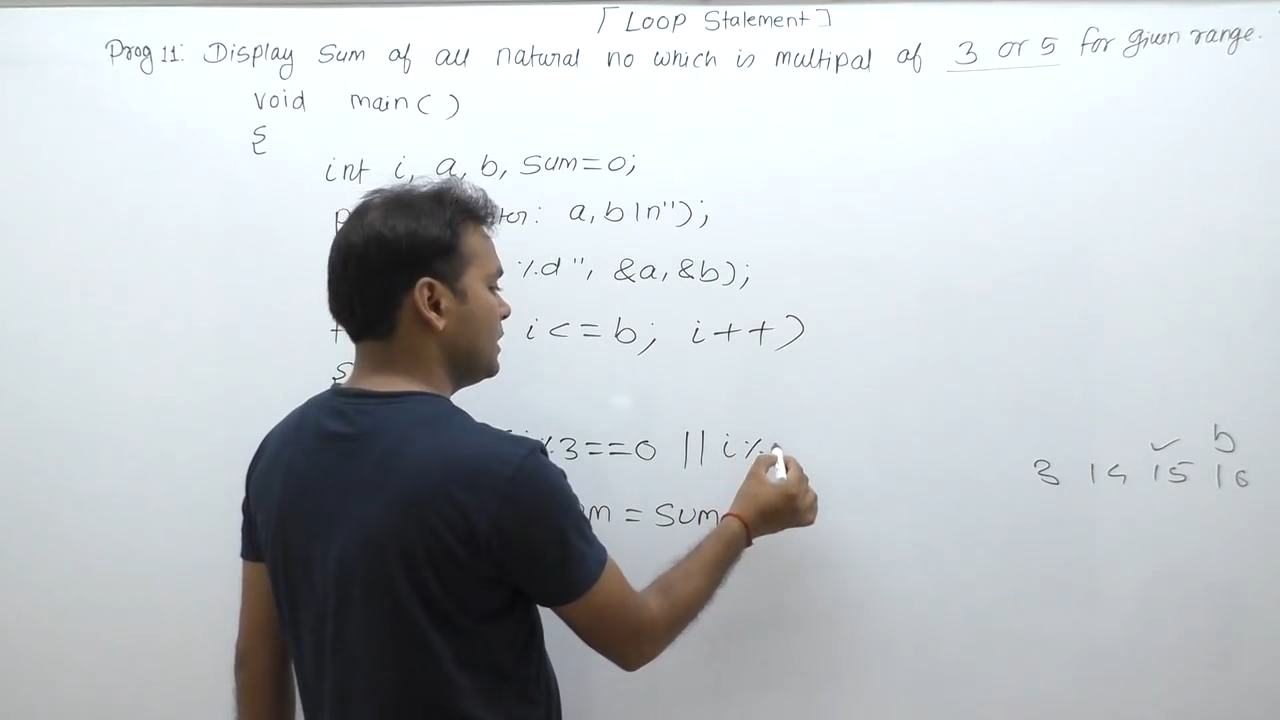 [Loop Statement]
Prog 11: Display Sum of all natural no which is multipal of 3 or 5 for given range.
void main( )
{
int i, a, b, sum=0;
a, b \n");
%d", &a, &b);
i<=b; i++)
{
%3==0 || i%
= sum
b
3 14 15 16